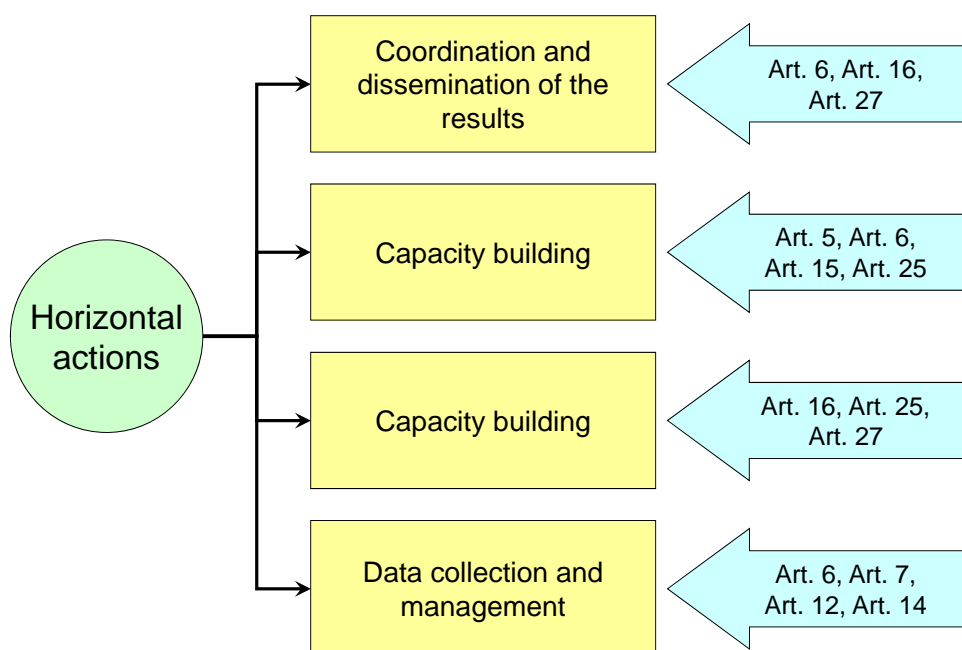 Coordination and
dissemination of the
results
Art. 6, Art. 16,
Art. 27
Capacity building
Art. 5, Art. 6,
Art. 15, Art. 25
Horizontal
actions
Capacity building
Art. 16, Art. 25,
Art. 27
Data collection and
management
Art. 6, Art. 7,
Art. 12, Art. 14